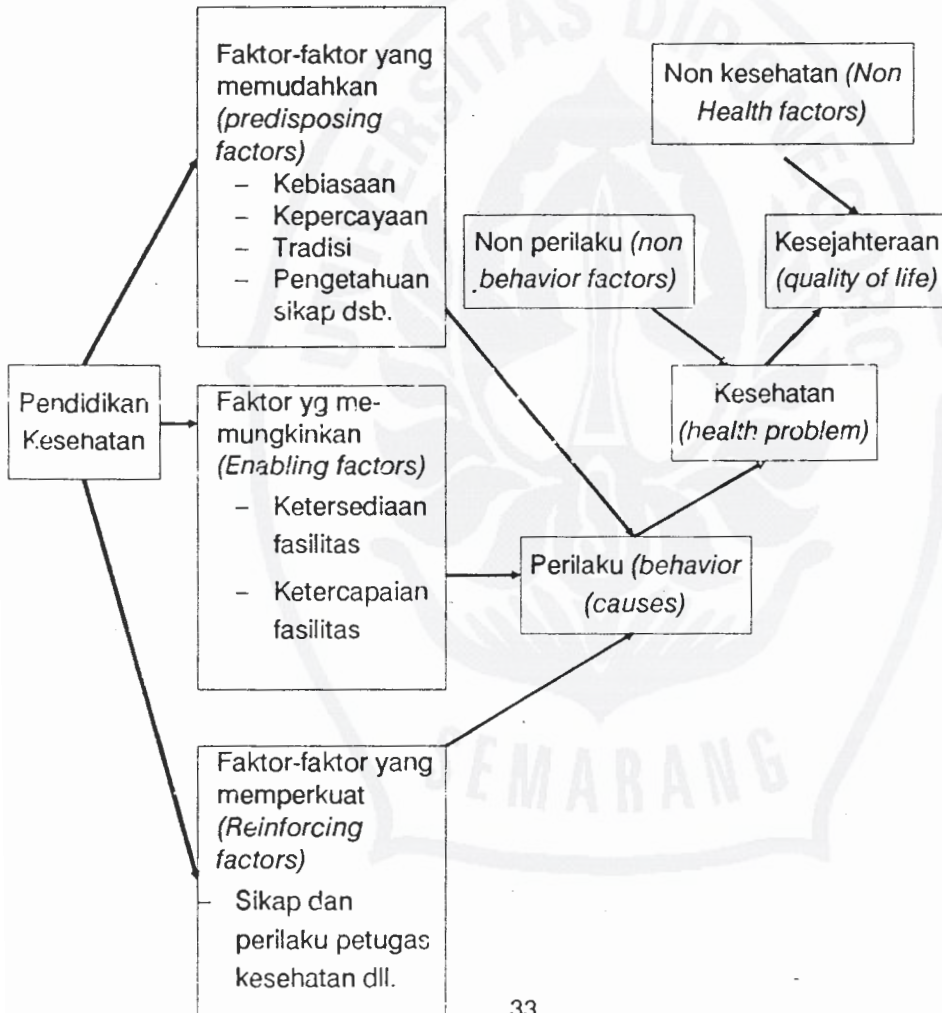 Faktor-faktor yang
memudahkan
(predisposing
factors)
– Kebiasaan
– Kepercayaan
– Tradisi
– Pengetahuan
sikap dsb.
Non kesehatan (Non
Health factors)
Non perilaku (non
behavior factors)
Kesejahteraan
(quality of life)
Pendidikan
Kesehatan
Faktor yg me-
mungkinkan
(Enabling factors)
– Ketersediaan
fasilitas
– Ketercapaian
fasilitas
Kesehatan
(health problem)
Perilaku (behavior
(causes)
Faktor-faktor yang
memperkuat
(Reinforcing
factors)
– Sikap dan
perilaku petugas
kesehatan dll.
33
UNIVERSITAS DIPONEGORO
SEMARANG